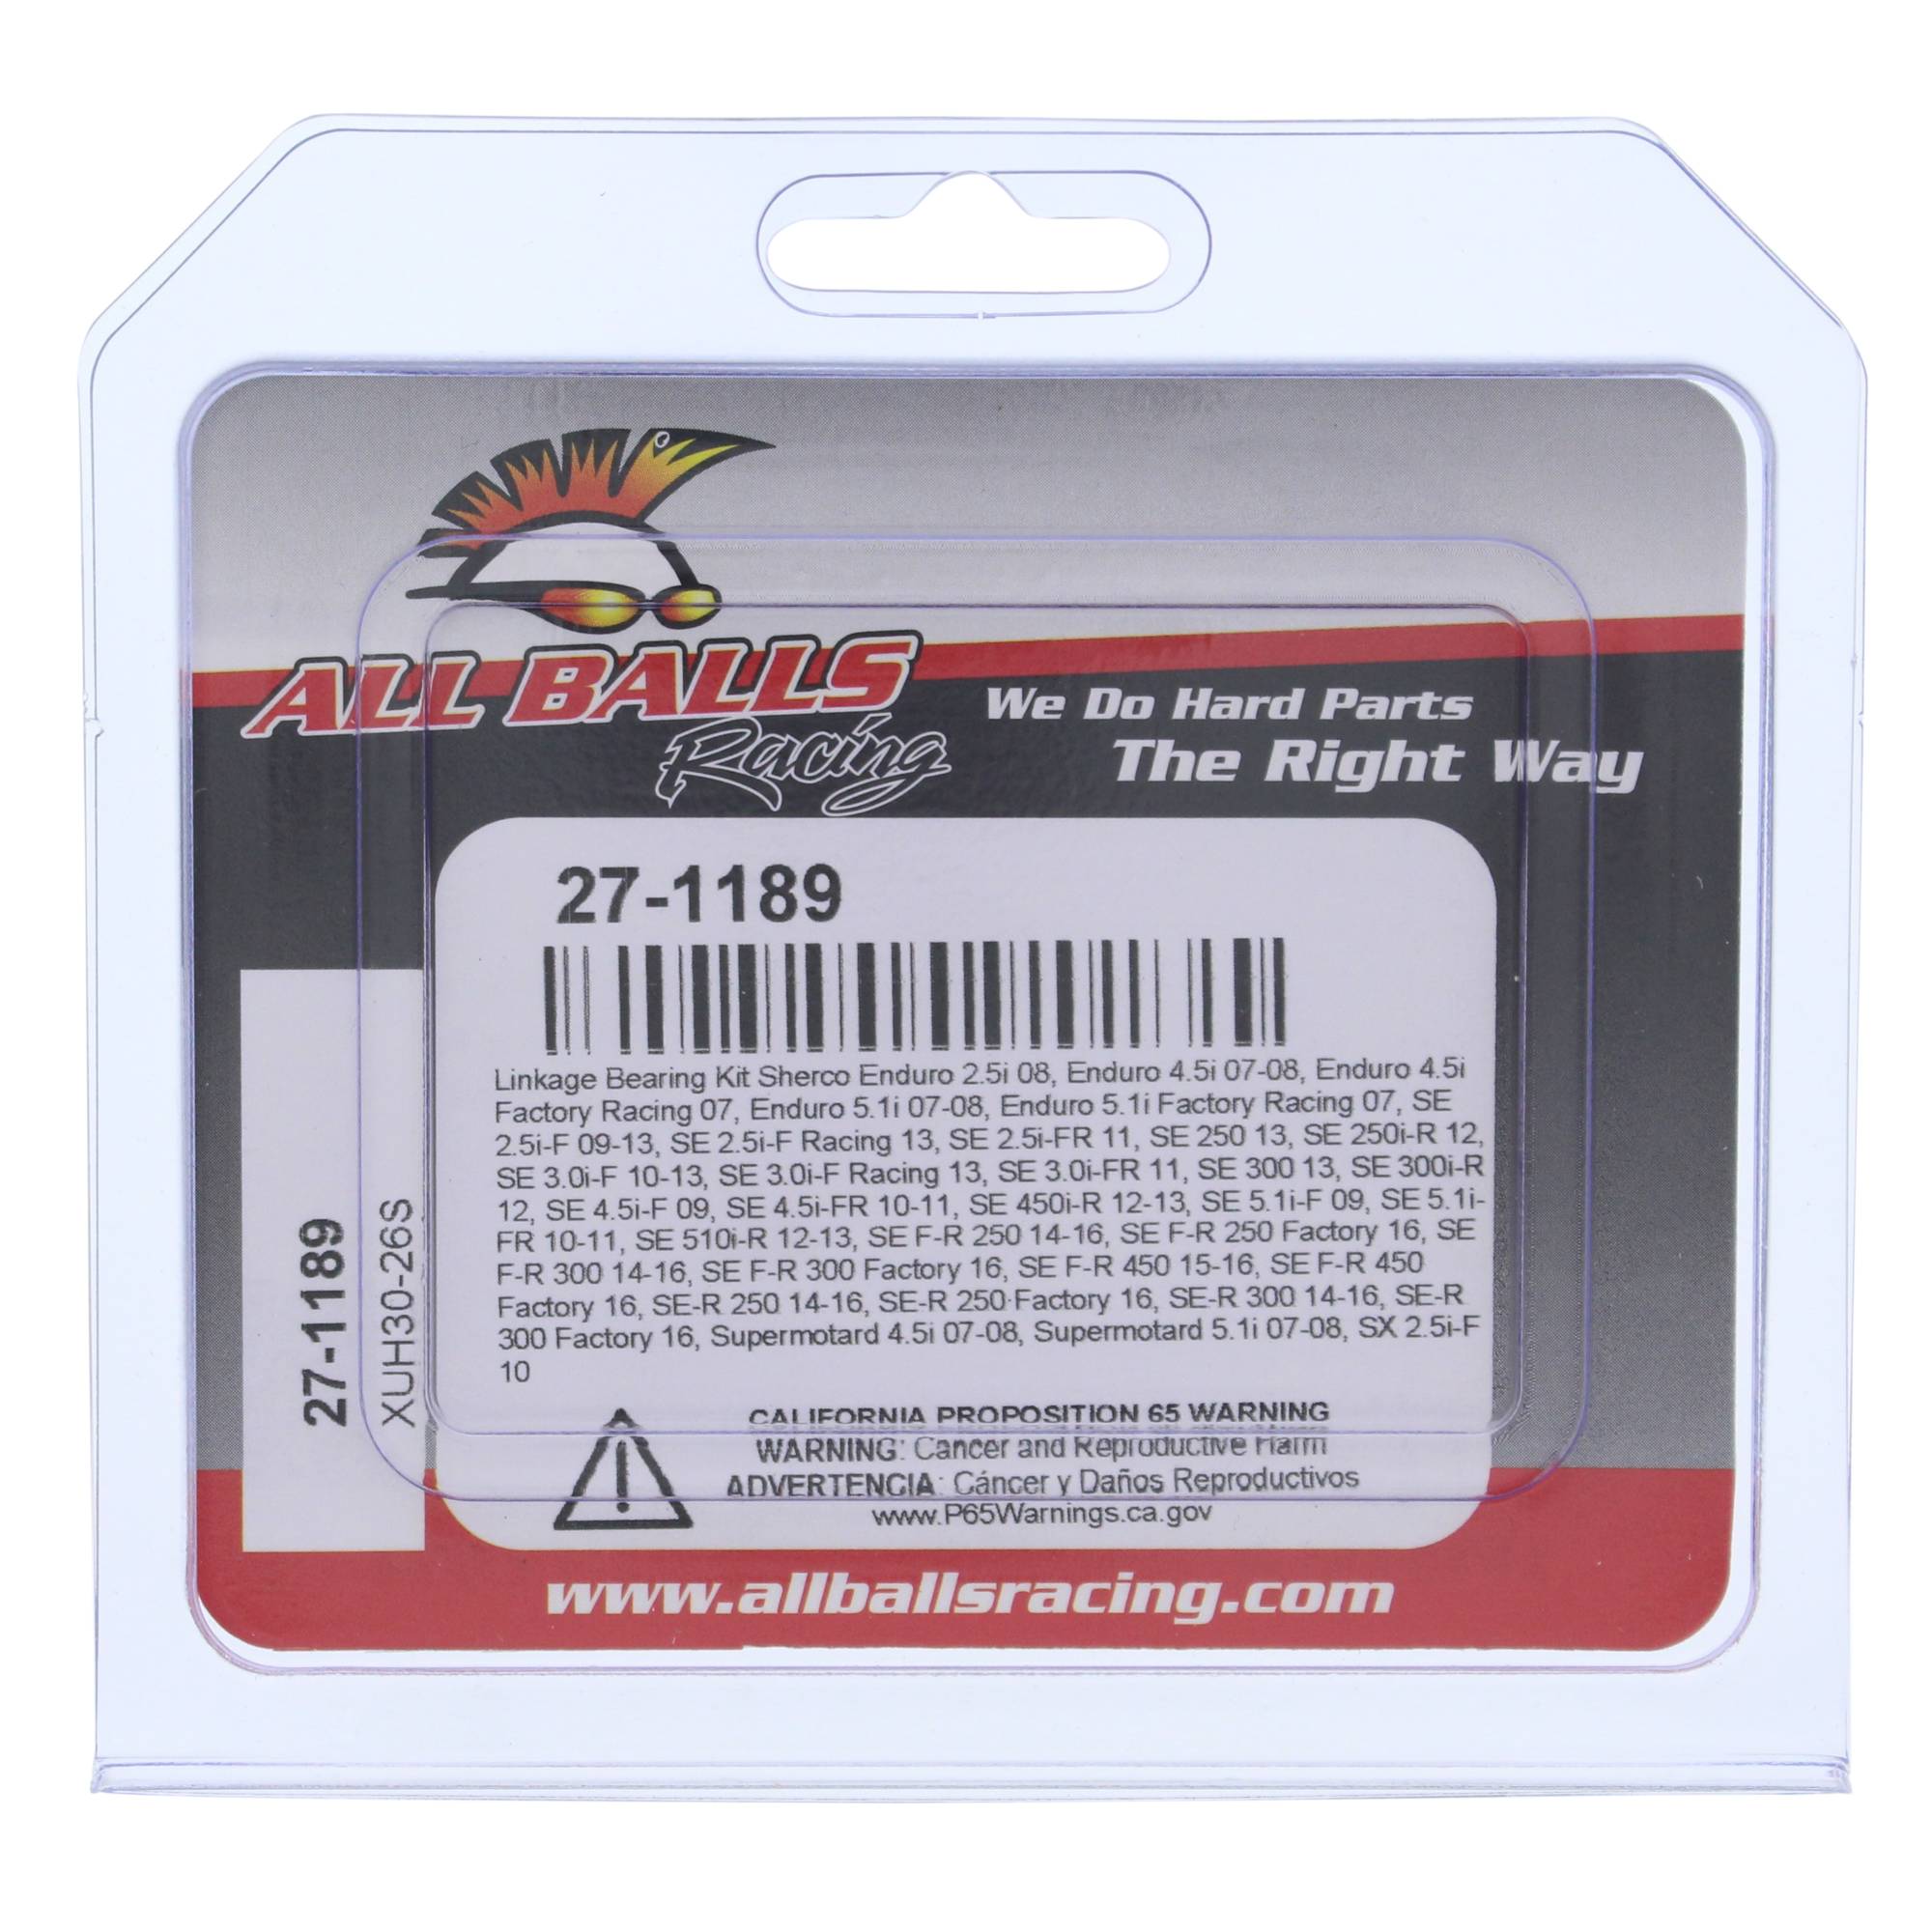 ALL BALLS
Racing
We Do Hard Parts
The Right Way
27-1189
Linkage Bearing Kit Sherco Enduro 2.5i 08, Enduro 4.5i 07-08, Enduro 4.5i
Factory Racing 07, Enduro 5.1i 07-08, Enduro 5.1i Factory Racing 07, SE
2.5i-F 09-13, SE 2.5i-F Racing 13, SE 2.5i-FR 11, SE 250 13, SE 250i-R 12,
SE 3.0i-F 10-13, SE 3.0i-F Racing 13, SE 3.0i-FR 11, SE 300 13, SE 300i-R
12, SE 4.5i-F 09, SE 4.5i-FR 10-11, SE 450i-R 12-13, SE 5.1i-F 09, SE 5.1i-
FR 10-11, SE 510i-R 12-13, SE F-R 250 14-16, SE F-R 250 Factory 16, SE
F-R 300 14-16, SE F-R 300 Factory 16, SE F-R 450 15-16, SE F-R 450
Factory 16, SE-R 250 14-16, SE-R 250 Factory 16, SE-R 300 14-16, SE-R
300 Factory 16, Supermotard 4.5i 07-08, Supermotard 5.1i 07-08, SX 2.5i-F
10
CALIFORNIA PROPOSITION 65 WARNING
WARNING: Cancer and Reproductive Harm
ADVERTENCIA: Cáncer y Daños Reproductivos
www.P65Warnings.ca.gov
27-1189
XUH30-26S
www.allballsracing.com